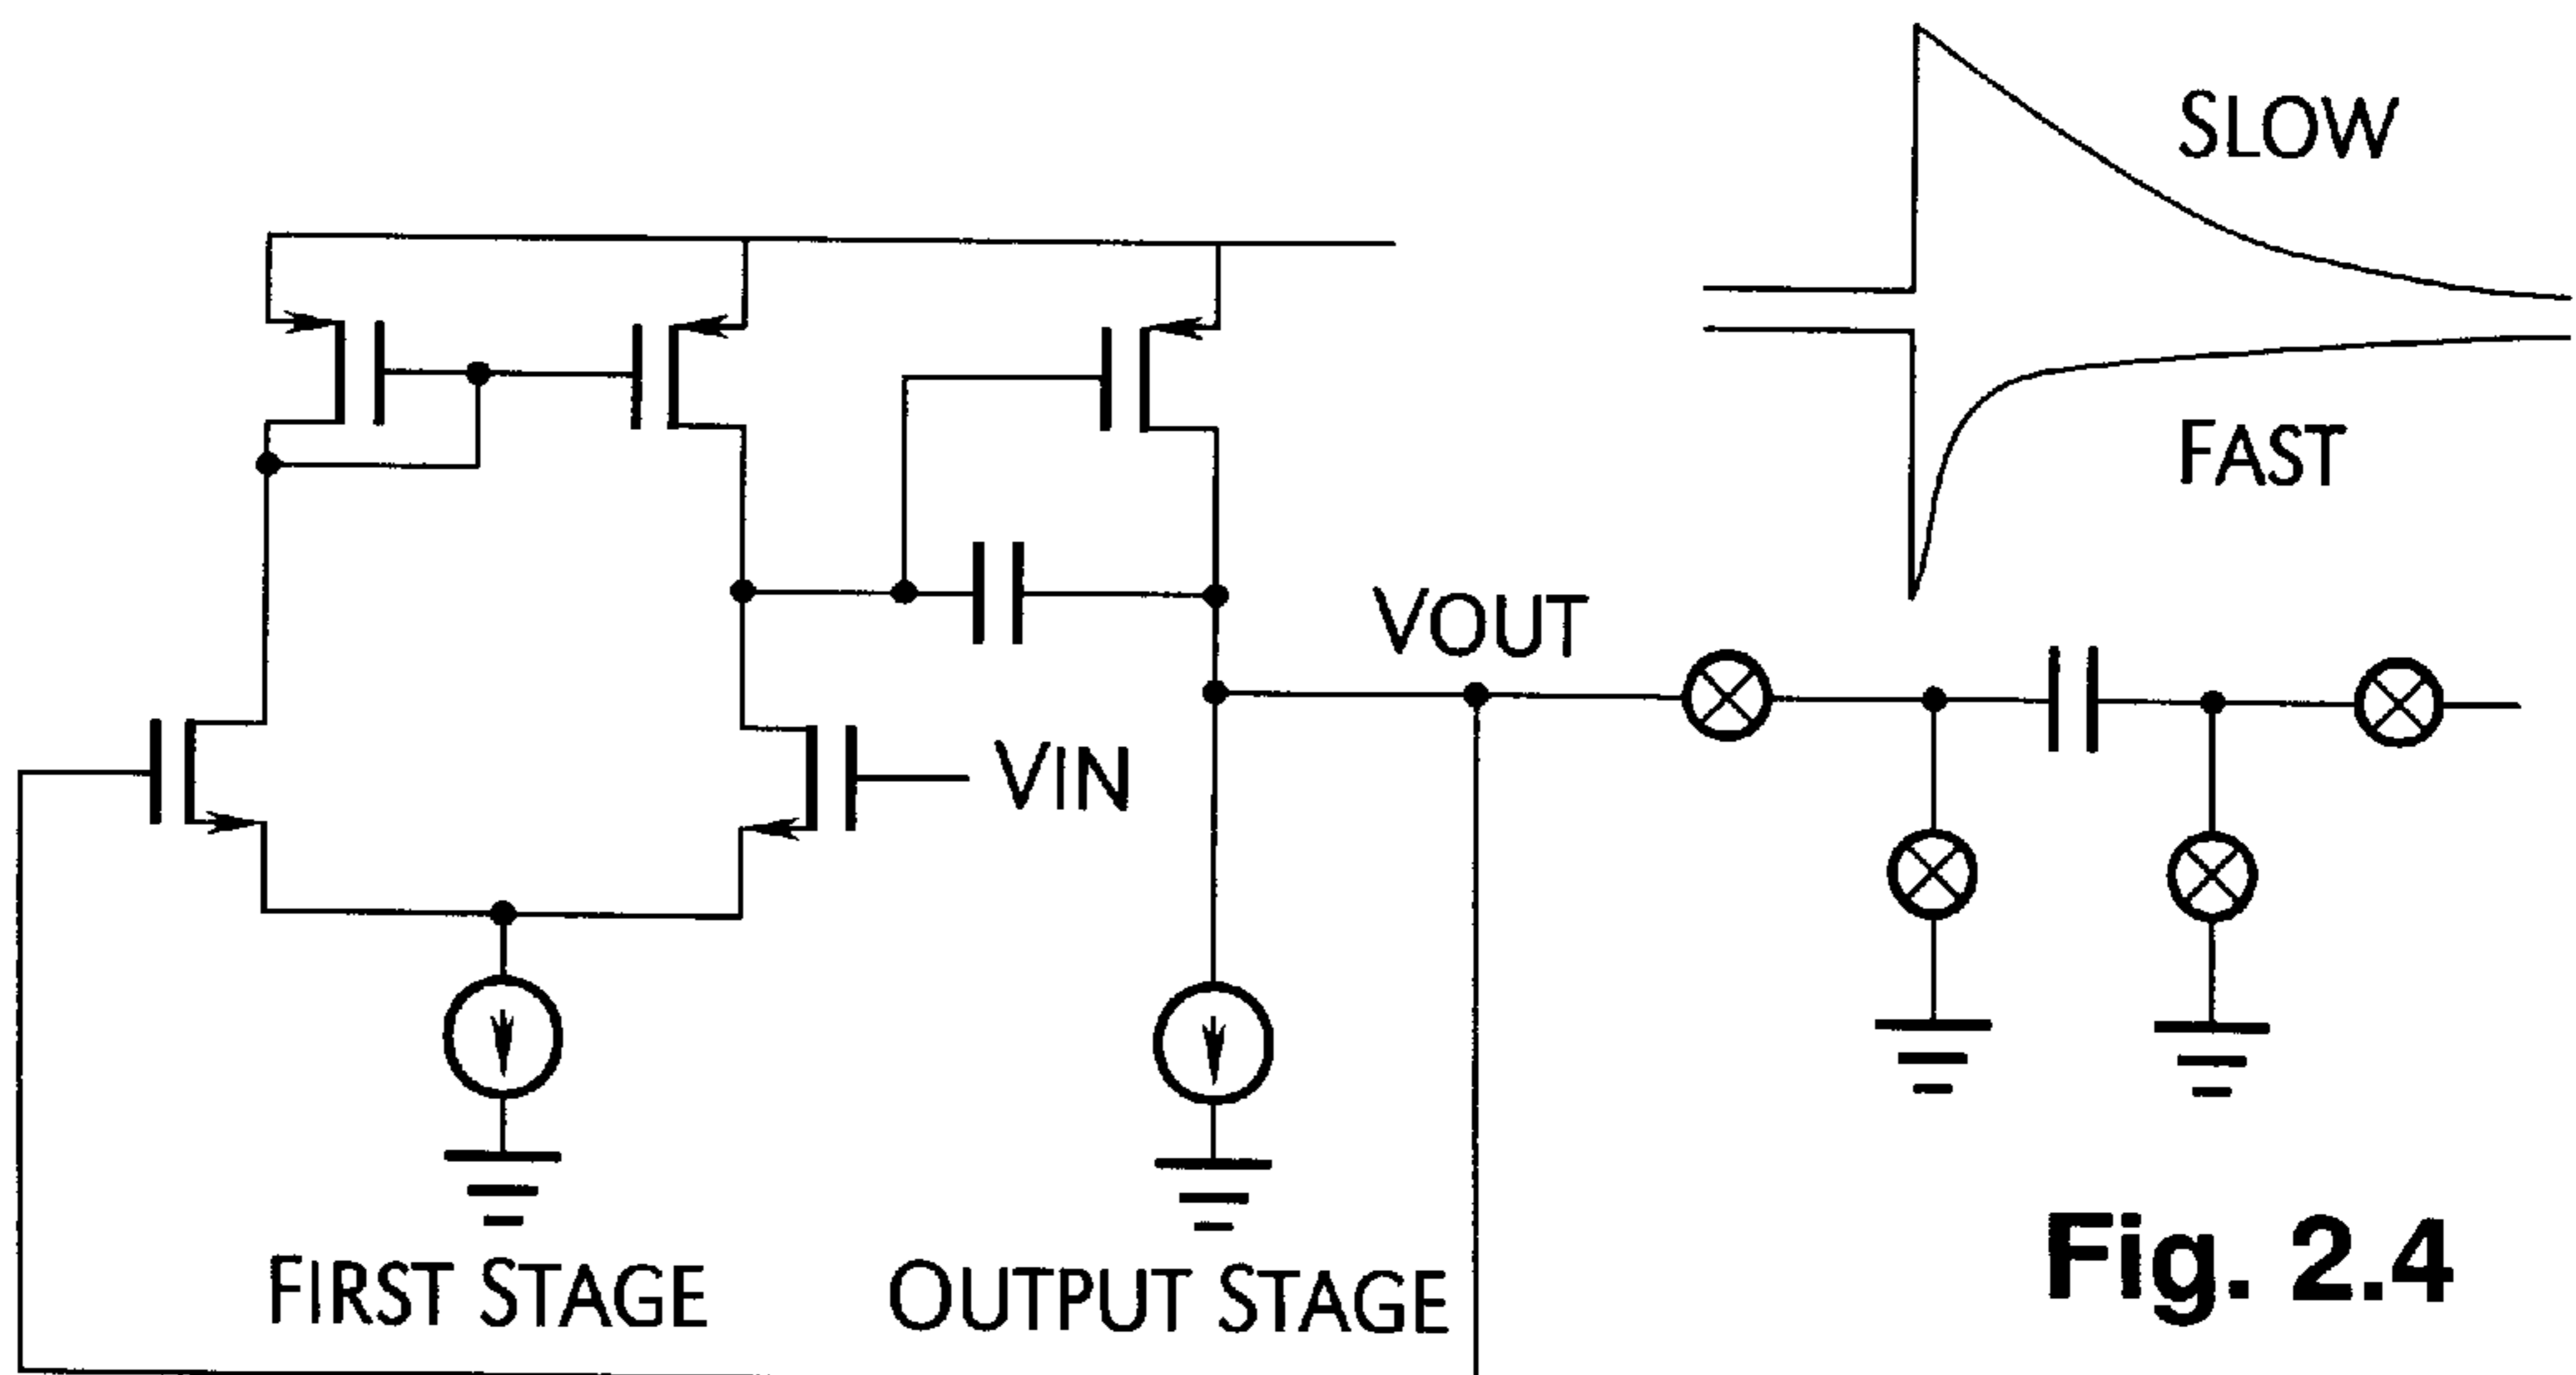 SLOW
FAST
VOUT
VIN
FIRST STAGE
OUTPUT STAGE
Fig. 2.4